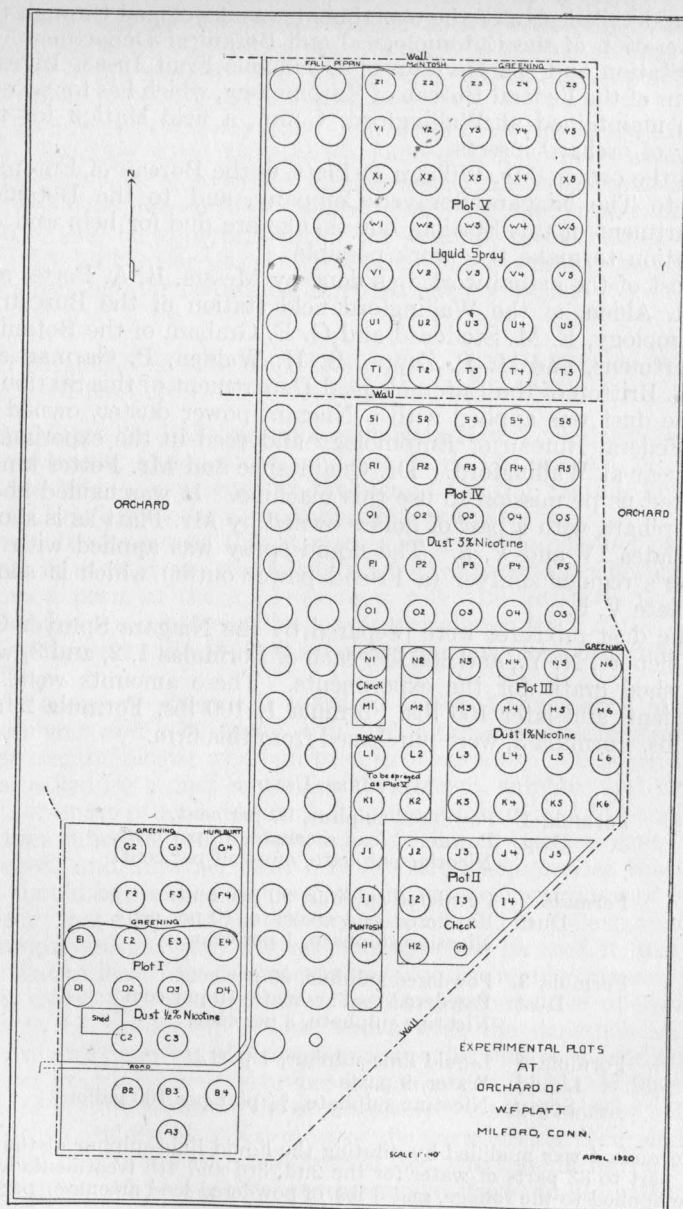 Wall
FALL PIPPIN MCINTOSH GREENING
Z1 Z2 Z3 Z4 Z5
Y1 Y2 Y3 Y4 Y5
N
X1 X2 X3 X4 X5
Plot V
W1 W2 W3 W4 W5
Liquid Spray
V1 V2 V3 V4 V5
U1 U2 U3 U4 U5
T1 T2 T3 T4 T5
Wall
S1 S2 S3 S4 S5
R1 R2 R3 R4 R5
Plot IV
ORCHARD
ORCHARD
Q1 Q2 Q3 Q4 Q5
Dust 3% Nicotine
P1 P2 P3 P4 P5
O1 O2 O3 O4 O5
GREENING
N1 N2 N3 N4 N5 N6
Check
Plot III
M1 M2 M3 M4 M5 M6
Dust 1% Nicotine
SNOW
L1 L2 L3 L4 L5 L6
To be sprayed
as Plot V
K1 K2 K3 K4 K5 K6
GREENING HURLBURT
G2 G3 G4
J1 J2 J3 J4 J5
Plot II
F2 F3 F4
I1 I2 I3 I4
Check
GREENING
MCINTOSH
E1 E2 E3 E4
H1 H2 H3
Plot I
D1 D2 D3 D4
Shed
Dust ½% Nicotine
C2 C3
Wall
ROAD
B2 B3 B4
A3
EXPERIMENTAL PLOTS
AT
ORCHARD OF
W.F. PLATT
MILFORD, CONN.
SCALE 1"-40'
APRIL 1920